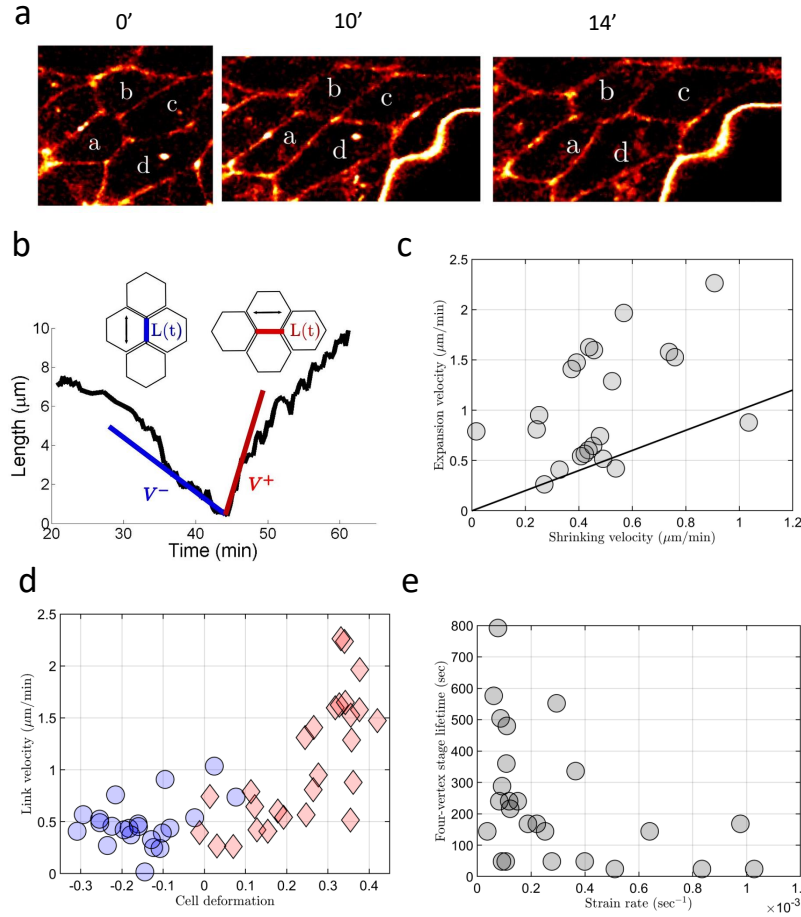 a
0’ 10’ 14’
b c a d
b c a d
b c a d
b
L(t) L(t)
10
8
6
4
2
0
V− V+
20 30 40 50 60
Length (μm)
Time (min)
c
2.5
2
1.5
1
0.5
0
0 0.2 0.4 0.6 0.8 1 1.2
Expansion velocity (μm/min)
Shrinking velocity (μm/min)
d
2.5
2
1.5
1
0.5
0
-0.3 -0.2 -0.1 0 0.1 0.2 0.3 0.4
Link velocity (μm/min)
Cell deformation
e
800
700
600
500
400
300
200
100
0
0 0.2 0.4 0.6 0.8 1
×10⁻³
Four-vertex stage lifetime (sec)
Strain rate (sec⁻¹)